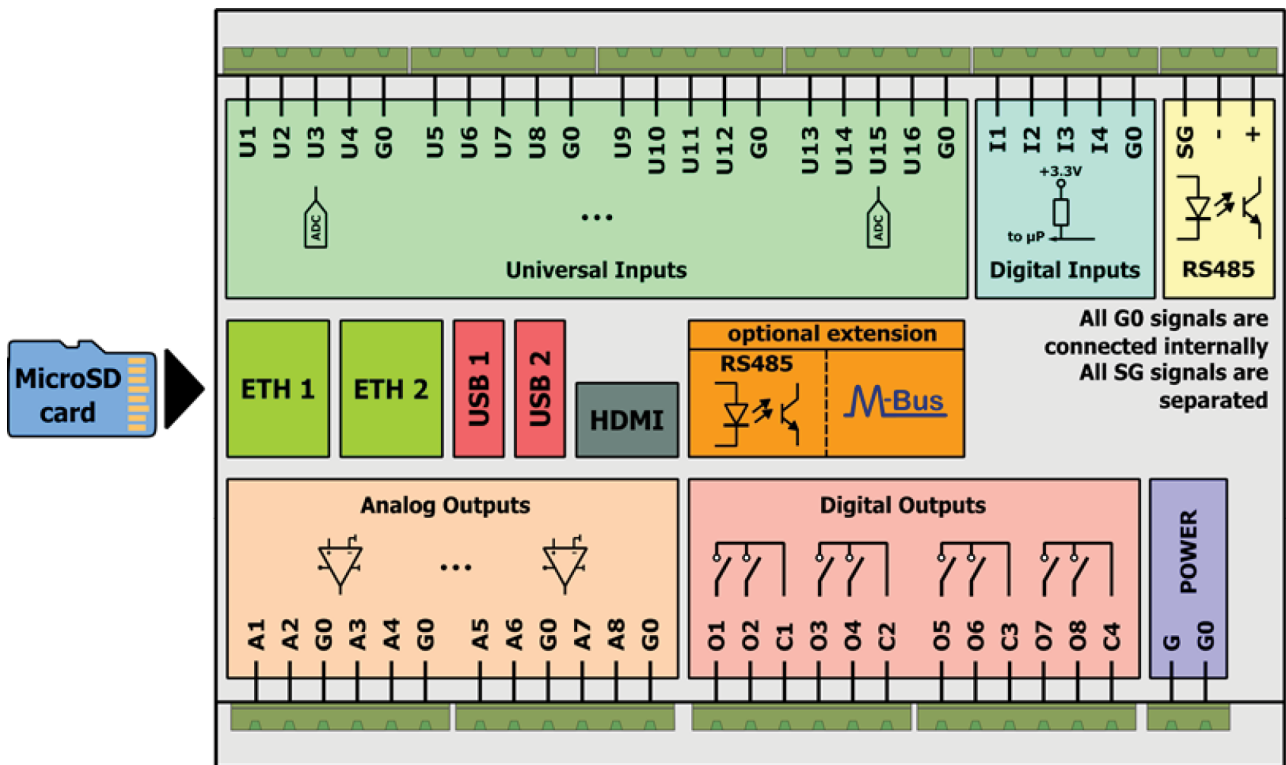 U1 U2 U3 U4 G0 U5 U6 U7 U8 G0 U9 U10 U11 U12 G0 U13 U14 U15 U16 G0
ADC
...
ADC
Universal Inputs
I1 I2 I3 I4 G0
+3.3V
to µP
Digital Inputs
SG - +
RS485
MicroSD
card
ETH 1
ETH 2
USB 1
USB 2
HDMI
optional extension
RS485
M-Bus
All G0 signals are
connected internally
All SG signals are
separated
Analog Outputs
...
A1 A2 G0 A3 A4 G0 A5 A6 G0 A7 A8 G0
Digital Outputs
O1 O2 C1 O3 O4 C2 O5 O6 C3 O7 O8 C4
POWER
G G0